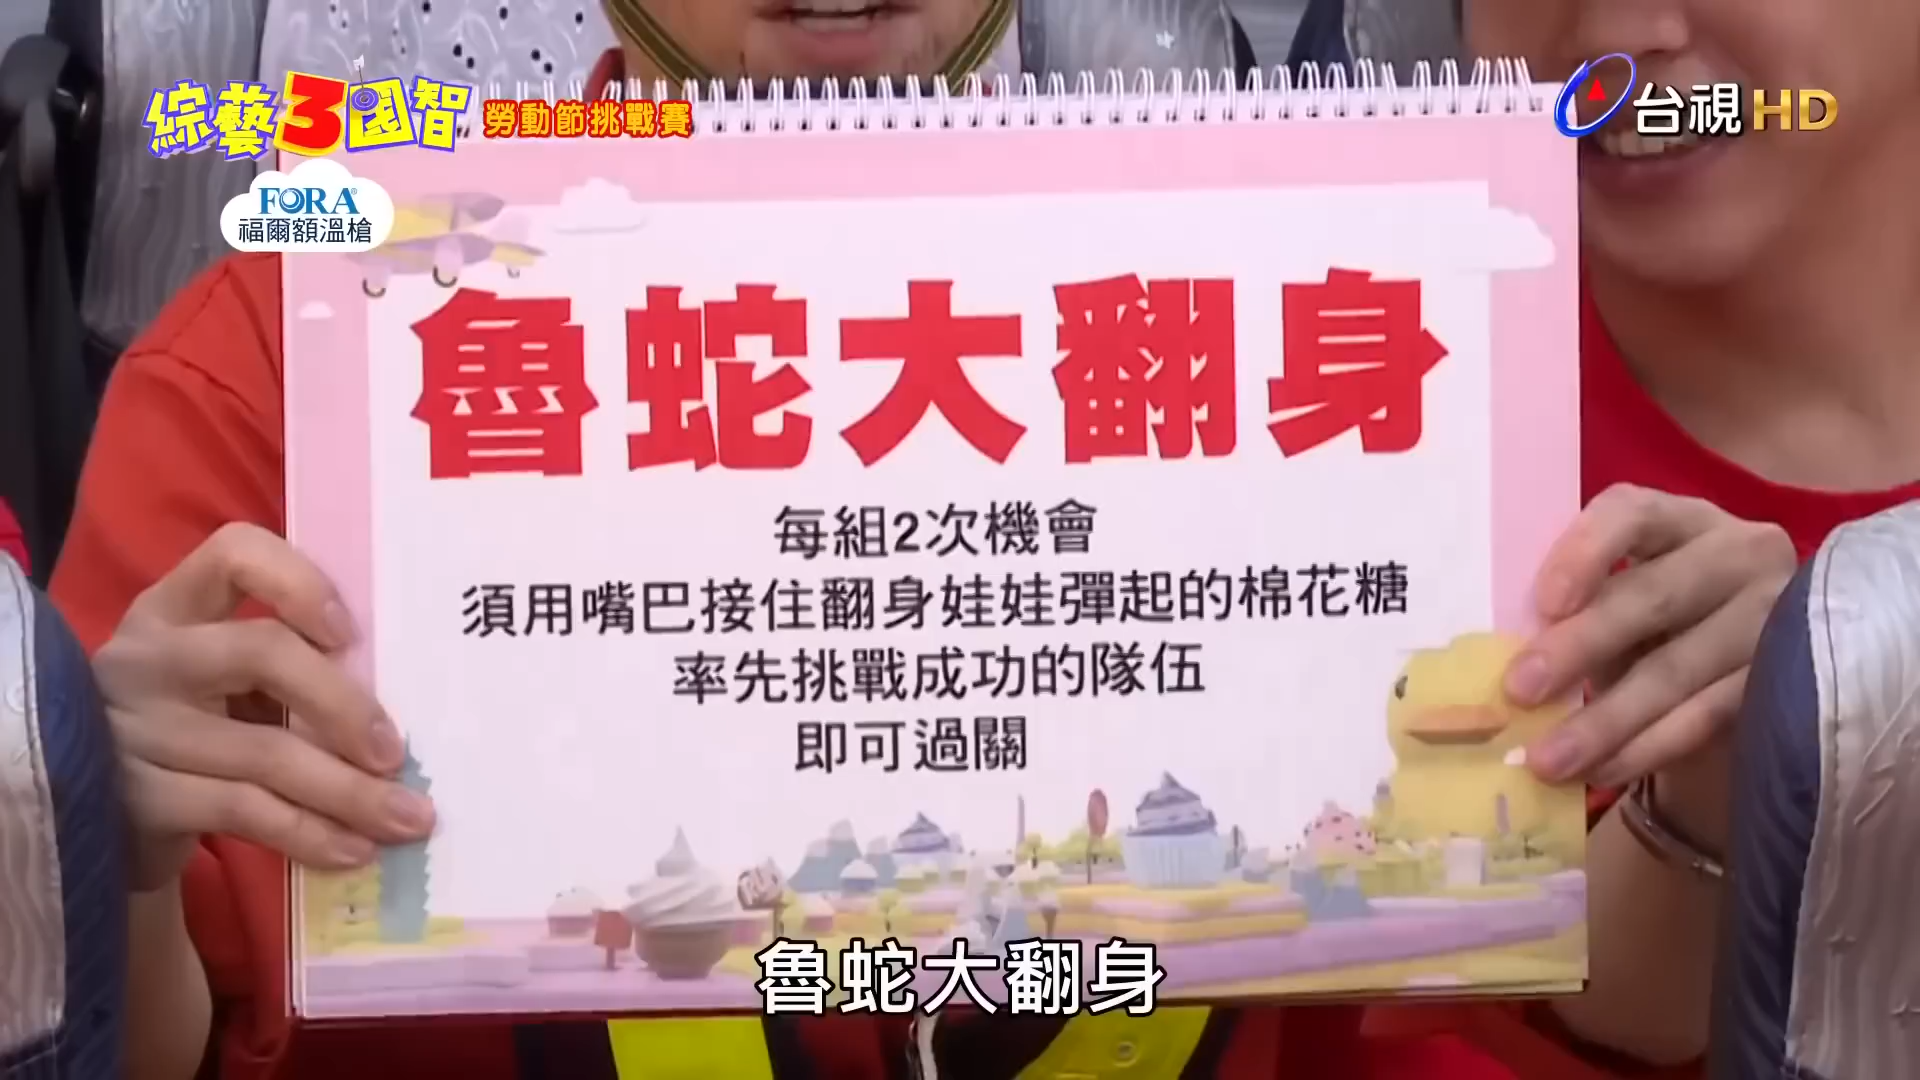 綜藝3國智 勞動節挑戰賽
台視HD
FORA®
福爾額溫槍
魯蛇大翻身
每組2次機會
須用嘴巴接住翻身娃娃彈起的棉花糖
率先挑戰成功的隊伍
即可過關
魯蛇大翻身